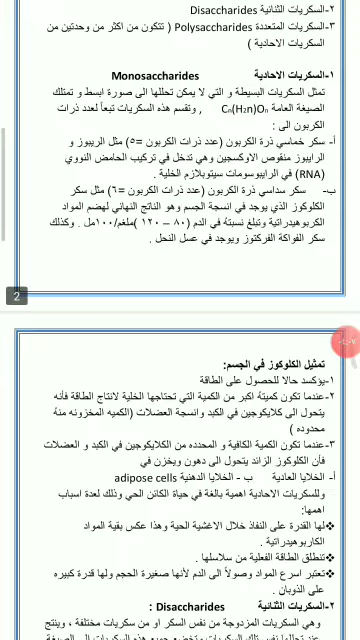 ٢-السكريات الثنائية Disaccharides
٣-السكريات المتعددة Polysaccharides ( تتكون من اكثر من وحدتين من
السكريات الاحادية )
١-السكريات الاحادية Monosaccharides
تمثل السكريات البسيطة و التي لا يمكن تحللها الى صورة ابسط و تمتلك
الصيغة العامة Cn(H2n)On , وتقسم هذه السكريات تبعاً لعدد ذرات
الكربون الى :
أ- سكر خماسي ذرة الكربون (عدد ذرات الكربون =٥) مثل الريبوز و
الرايبوز منقوص الاوكسجين وهي تدخل في تركيب الحامض النووي
(RNA) في الرايبوسومات سيتوبلازم الخلية .
ب- سكر سداسي ذرة الكربون (عدد ذرات الكربون =٦) مثل سكر
الكلوكوز الذي يوجد في انسجة الجسم وهو الناتج النهائي لهضم المواد
الكربوهيدراتية و تبلغ نسبتة في الدم (٨٠ – ١٢٠ )ملغم/١٠٠مل . وكذلك
سكر الفواكة الفركتوز ويوجد في عسل النحل .
2
تمثيل الكلوكوز في الجسم:
١-يؤكسد حالا للحصول على الطاقة
٢-عندما تكون كميتة اكبر من الكمية التي تحتاجها الخلية لانتاج الطاقة فأنه
يتحول الى كلايكوجين في الكبد و انسجة العضلات (الكميه المخزونه منة
محدوده )
٣-عندما تكون الكمية الكافية و المحدده من الكلايكوجين في الكبد و العضلات
فأن الكلوكوز الزائد يتحول الى دهون ويخزن في
أ- الخلايا العادية ب - الخلايا الدهنية adipose cells
وللسكريات الاحادية اهمية بالغة في حياة الكائن الحي وذلك لعدة اسباب
اهمها:
❖لها القدرة على النفاذ خلال الاغشية الحية وهذا عكس بقية المواد
الكاربوهيدراتية .
❖تنطلق الطاقة الفعلية من سلاسلها .
❖تعتبر اسرع المواد وصولاً الى الدم لأنها صغيرة الحجم ولها قدرة كبيره
على الذوبان .
٢-السكريات الثنائية Disaccharides :
وهي السكريات المزدوجة من نفس السكر او من سكريات مختلفة ، وينتج